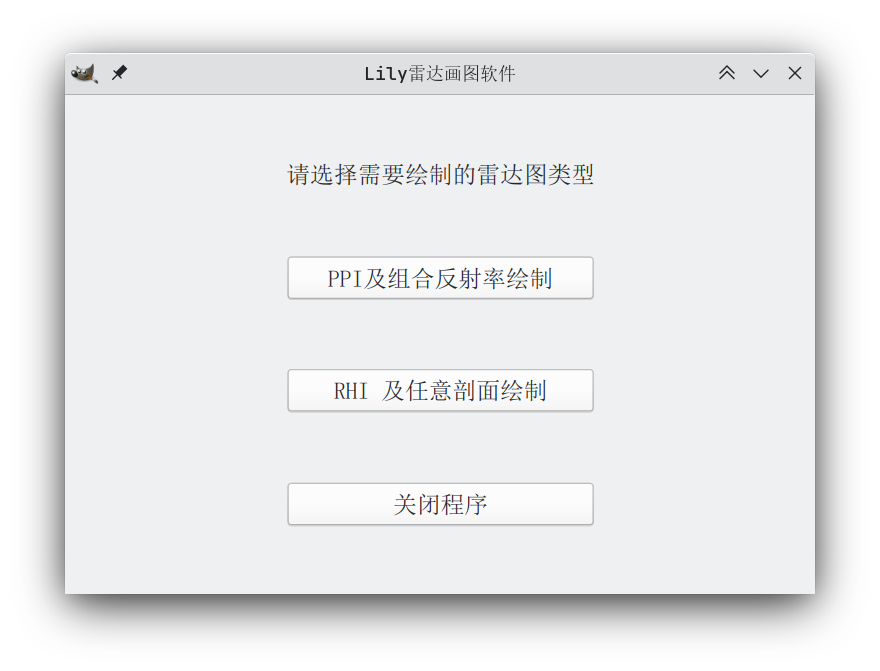 Lily雷达画图软件
请选择需要绘制的雷达图类型
PPI及组合反射率绘制
RHI 及任意剖面绘制
关闭程序